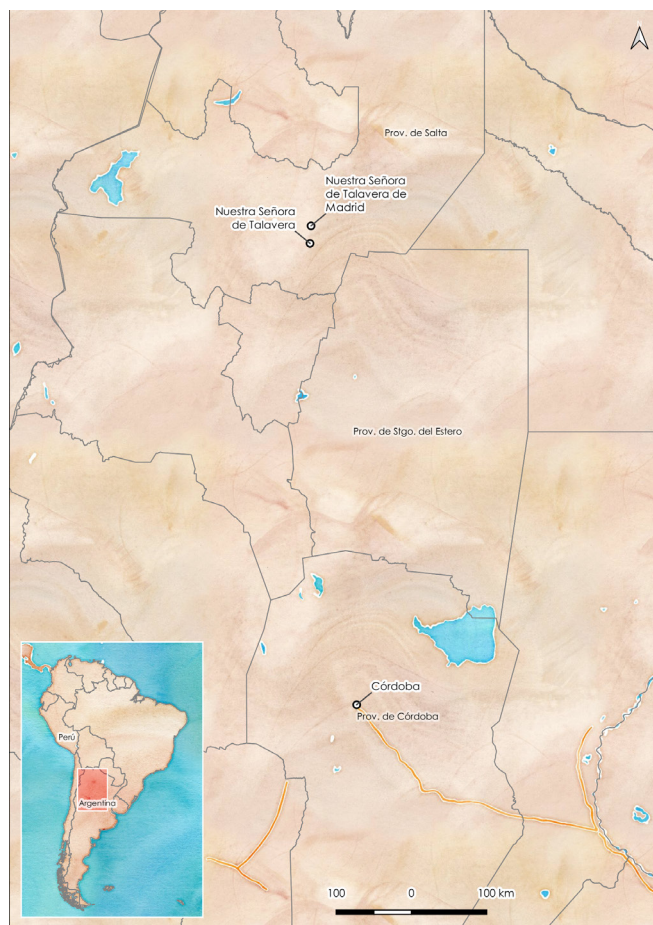 Prov. de Salta
Nuestra Señora
de Talavera de
Madrid
Nuestra Señora
de Talavera
Prov. de Stgo. del Estero
Córdoba
Prov. de Córdoba
Perú
Argentina
100 0 100 km